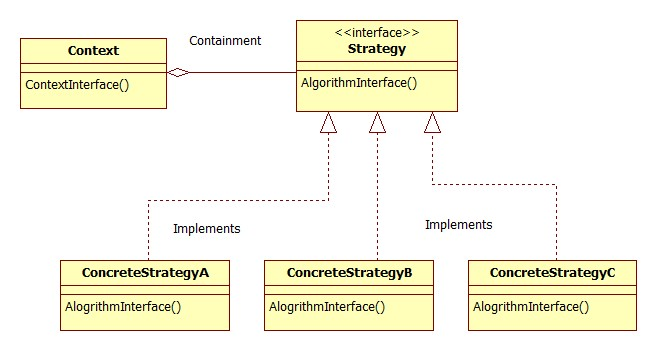 Containment
<<interface>>
Strategy
Context
ContextInterface()
AlgorithmInterface()
Implements
Implements
ConcreteStrategyA
ConcreteStrategyB
ConcreteStrategyC
AlogrithmInterface()
AlogrithmInterface()
AlogrithmInterface()